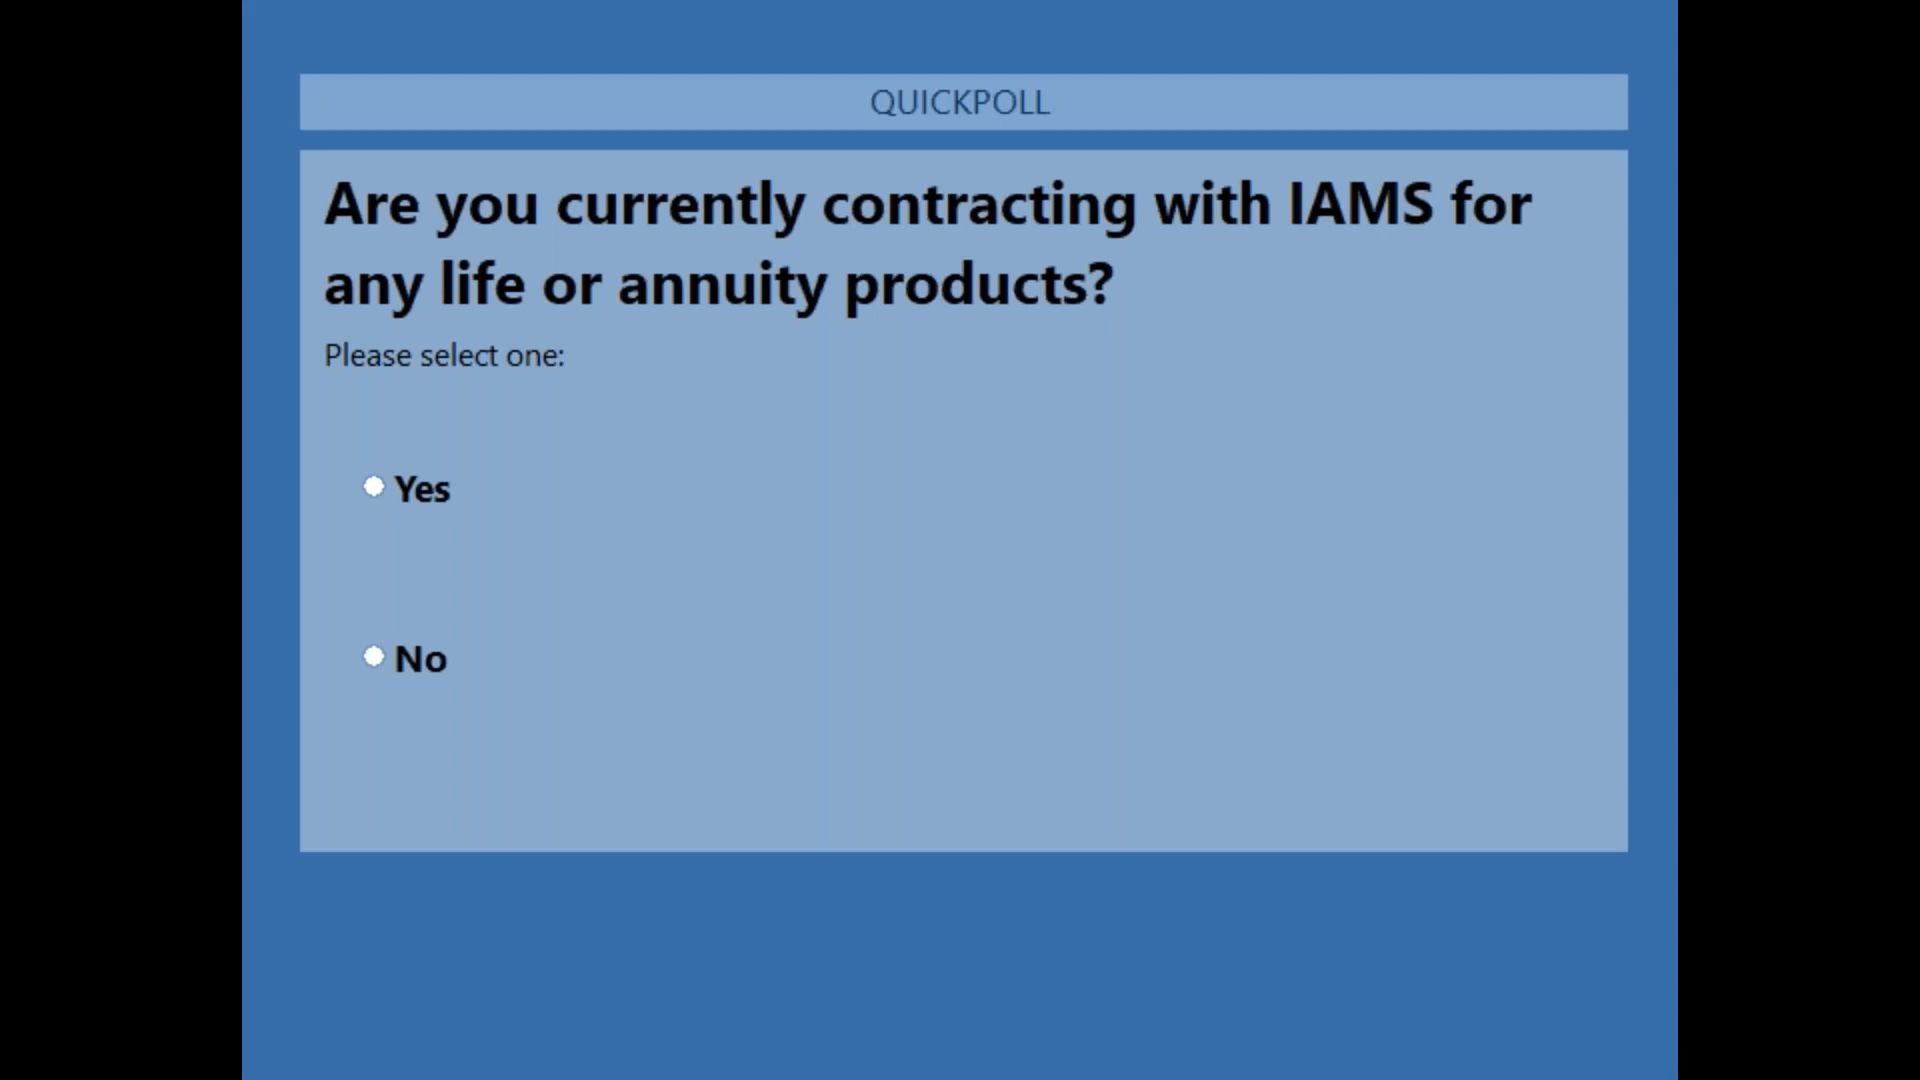 QUICKPOLL
Are you currently contracting with IAMS for
any life or annuity products?
Please select one:
Yes
No